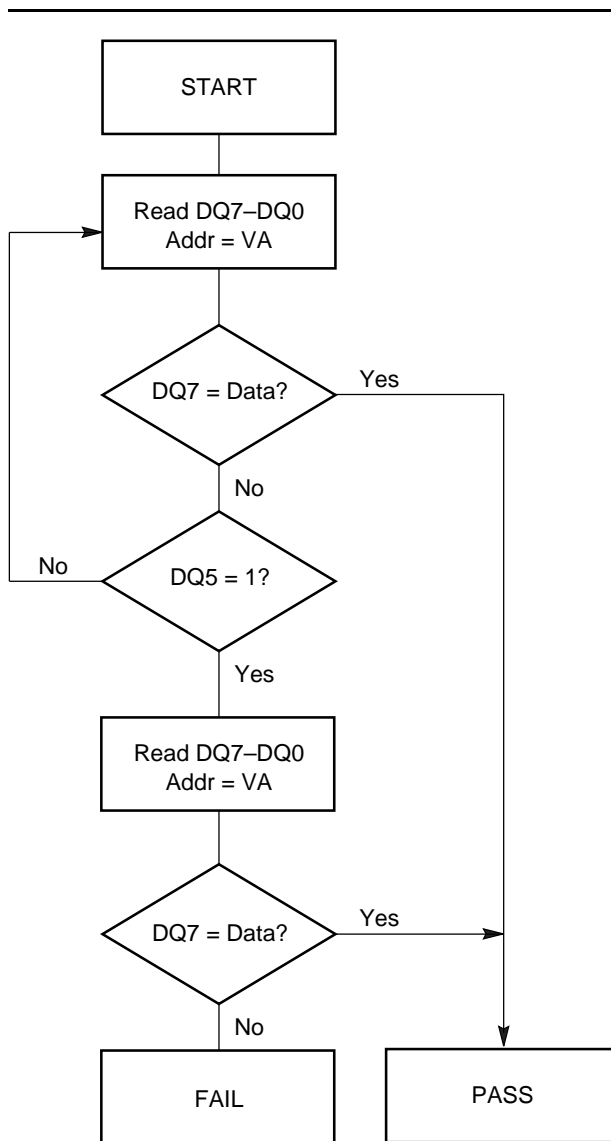 START
Read DQ7–DQ0
Addr = VA
DQ7 = Data?
Yes
No
No
DQ5 = 1?
Yes
Read DQ7–DQ0
Addr = VA
DQ7 = Data?
Yes
No
FAIL
PASS